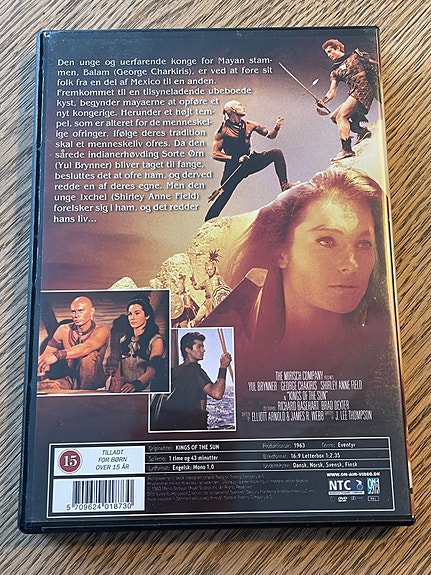 Den unge og uerfarende konge for Mayan stam-
men, Balam (George Charkiris), er ved at føre sit
folk fra en del af Mexico til en anden.
Fremkommet til en tilsyneladende ubeboede
kyst, begynder mayaerne at opføre et
nyt kongerige. Herunder et højt tem-
pel, som er alteret for de menneskel-
ige ofringer. Ifølge deres tradition
skal et menneskeliv ofres. Da den
sårede indianerhøvding Sorte Ørn
(Yul Brynner) bliver taget til fange,
besluttes det at ofre ham, og derved
redde en af deres egne. Men den
unge Ixchel (Shirley Anne Field)
forelsker sig i ham, og det redder
hans liv...
THE MIRISCH COMPANY PRESENTS
YUL BRYNNER GEORGE CHAKIRIS SHIRLEY ANNE FIELD
"KINGS OF THE SUN"
RICHARD BASEHART BRAD DEXTER
ELLIOTT ARNOLD & JAMES R. WEBB J. LEE THOMPSON
15
TILLADT
FOR BØRN
OVER 15 ÅR
Originaltitel: KINGS OF THE SUN
Spilletid: 1 time og 43 minutter
Lydformat: Engelsk: Mono 1.0
Produktionsår: 1963 Genre: Eventyr
Billedformat: 16:9 Letterbox 1:2.35
Undertekster: Dansk, Norsk, Svensk, Finsk
WWW.ON-AIR-VIDEO.DK
NTC
DVD
5 709624 018730